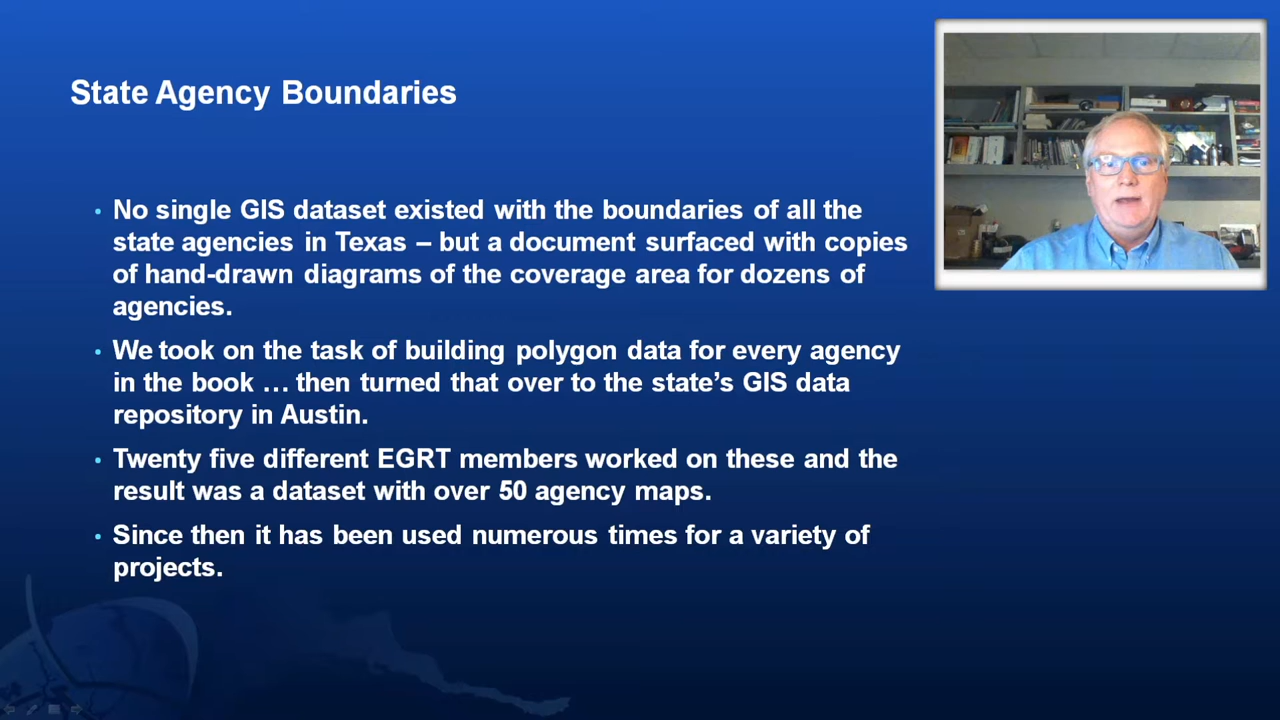 State Agency Boundaries
• No single GIS dataset existed with the boundaries of all the
state agencies in Texas – but a document surfaced with copies
of hand-drawn diagrams of the coverage area for dozens of
agencies.
• We took on the task of building polygon data for every agency
in the book … then turned that over to the state’s GIS data
repository in Austin.
• Twenty five different EGRT members worked on these and the
result was a dataset with over 50 agency maps.
• Since then it has been used numerous times for a variety of
projects.